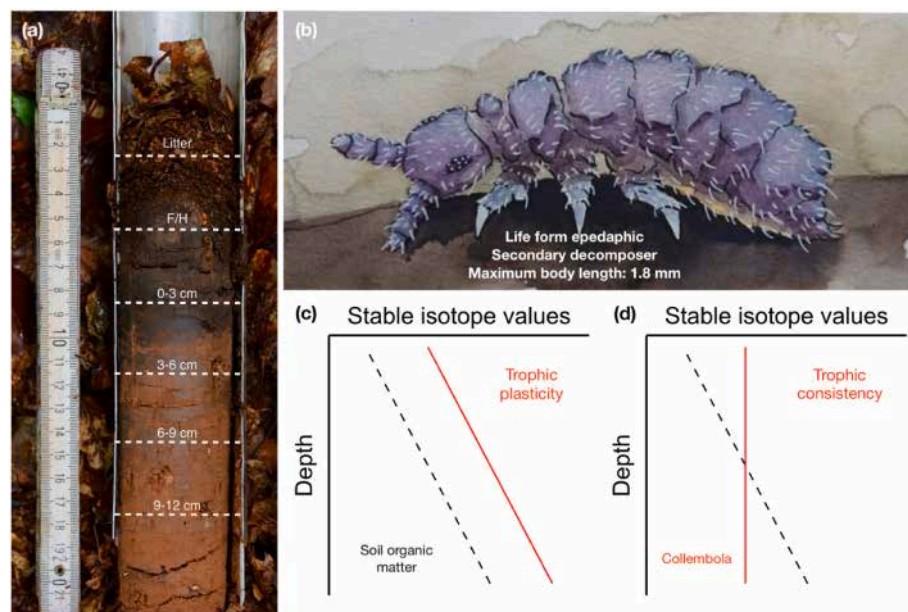 (a)
Litter
F/H
0-3 cm
3-6 cm
6-9 cm
9-12 cm
(b)
Life form epedaphic
Secondary decomposer
Maximum body length: 1.8 mm
(c)
Stable isotope values
Trophic
plasticity
Depth
Soil organic
matter
(d)
Stable isotope values
Trophic
consistency
Depth
Collembola